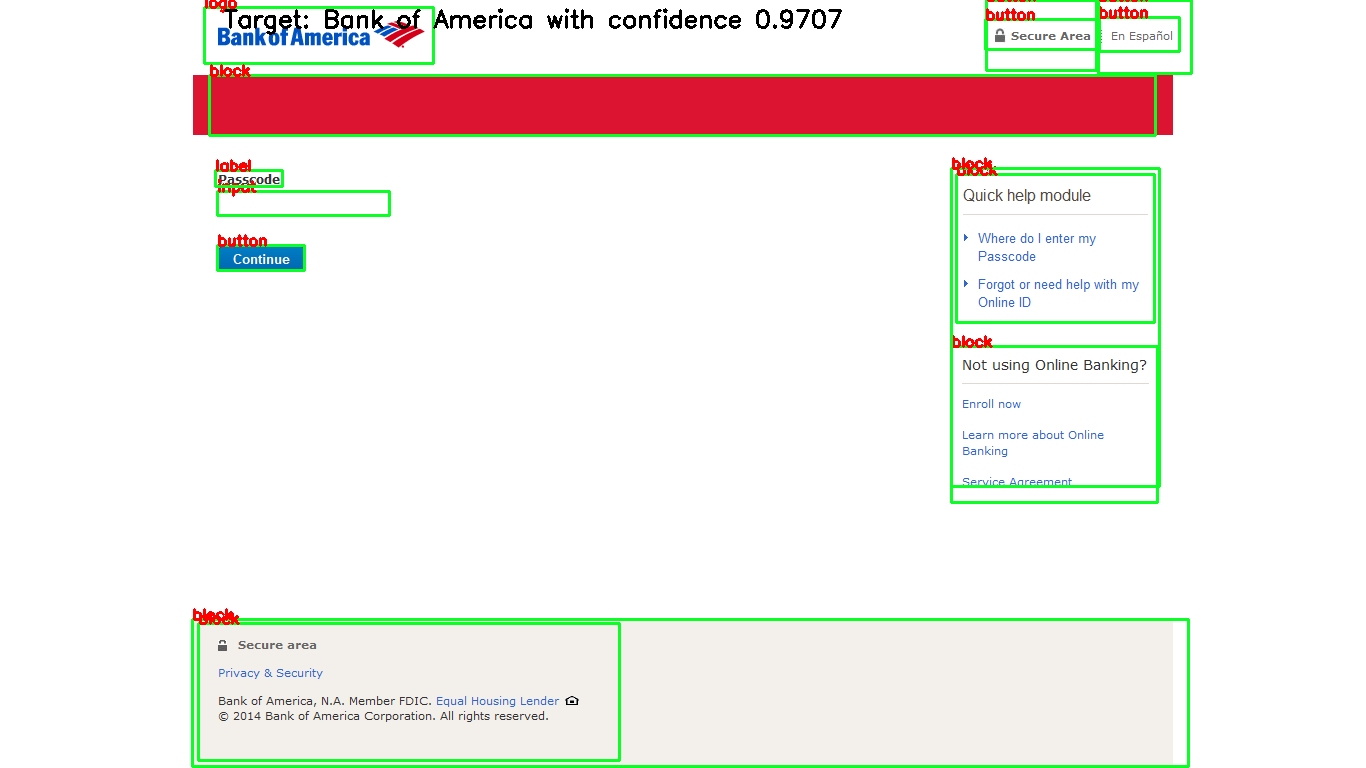 logo
Target: Bank of America with confidence 0.9707
Bank of America
button
button
Secure Area
button
button
En Español
block
label
Passcode
input
button
Continue
block
block
Quick help module
Where do I enter my
Passcode
Forgot or need help with my
Online ID
block
Not using Online Banking?
Enroll now
Learn more about Online
Banking
Service Agreement
block
block
Secure area
Privacy & Security
Bank of America, N.A. Member FDIC. Equal Housing Lender
© 2014 Bank of America Corporation. All rights reserved.